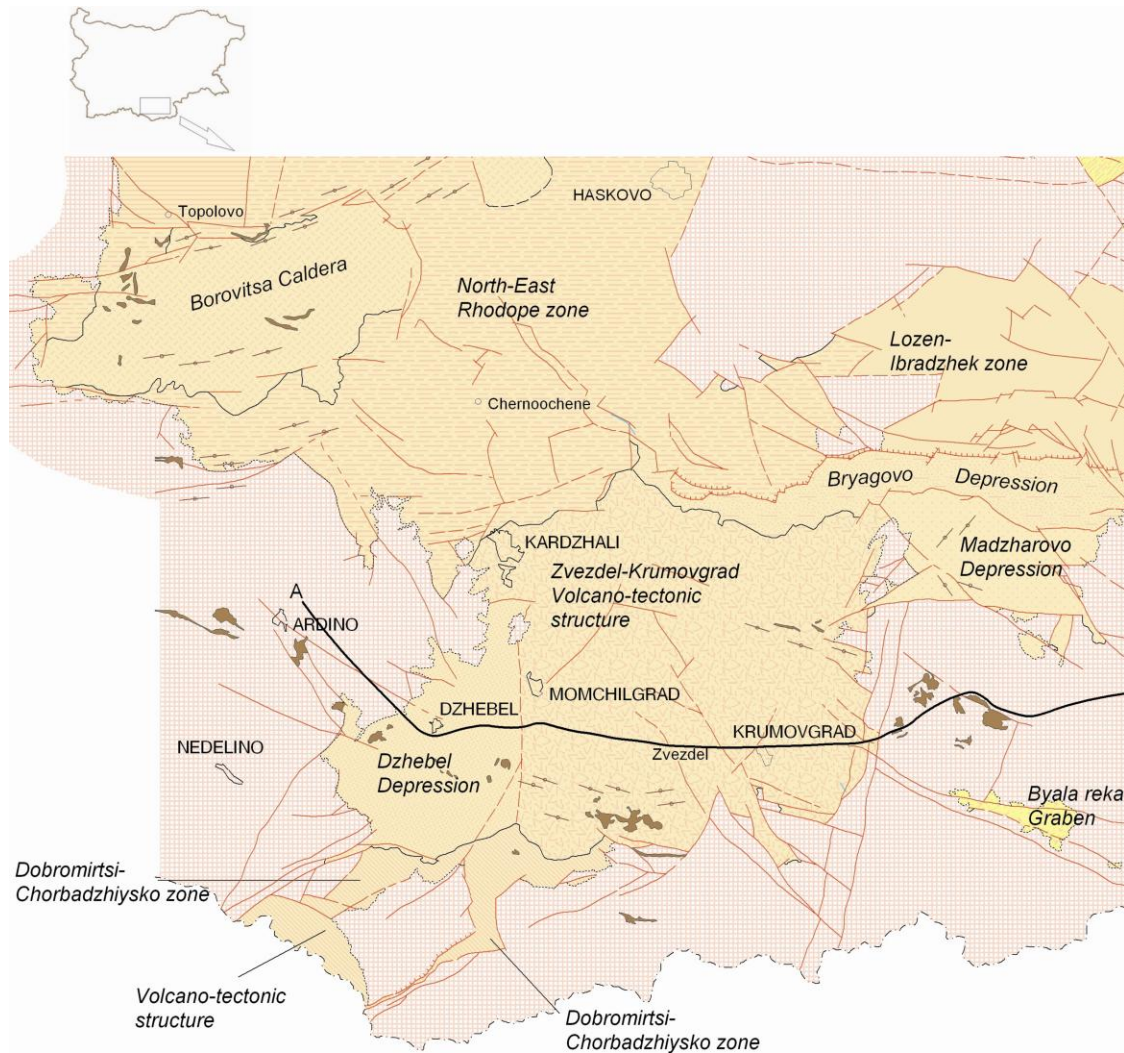 HASKOVO
Topolovo
Borovitsa Caldera
North-East
Rhodope zone
Lozen-
Ibradzhek zone
Chernoochene
Bryagovo Depression
KARDZHALI
Madzharovo
Depression
Zvezdel-Krumovgrad
Volcano-tectonic
structure
A
ARDINO
MOMCHILGRAD
DZHEBEL
KRUMOVGRAD
Zvezdel
NEDELINO
Dzhebel
Depression
Byala reka
Graben
Dobromirtsi-
Chorbadzhiysko zone
Volcano-tectonic
structure
Dobromirtsi-
Chorbadzhiysko zone